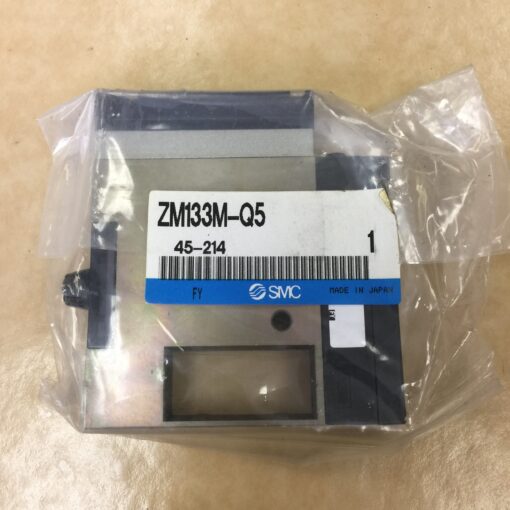 ZM133M-Q5
45-214
1
FY SMC MADE IN JAPAN